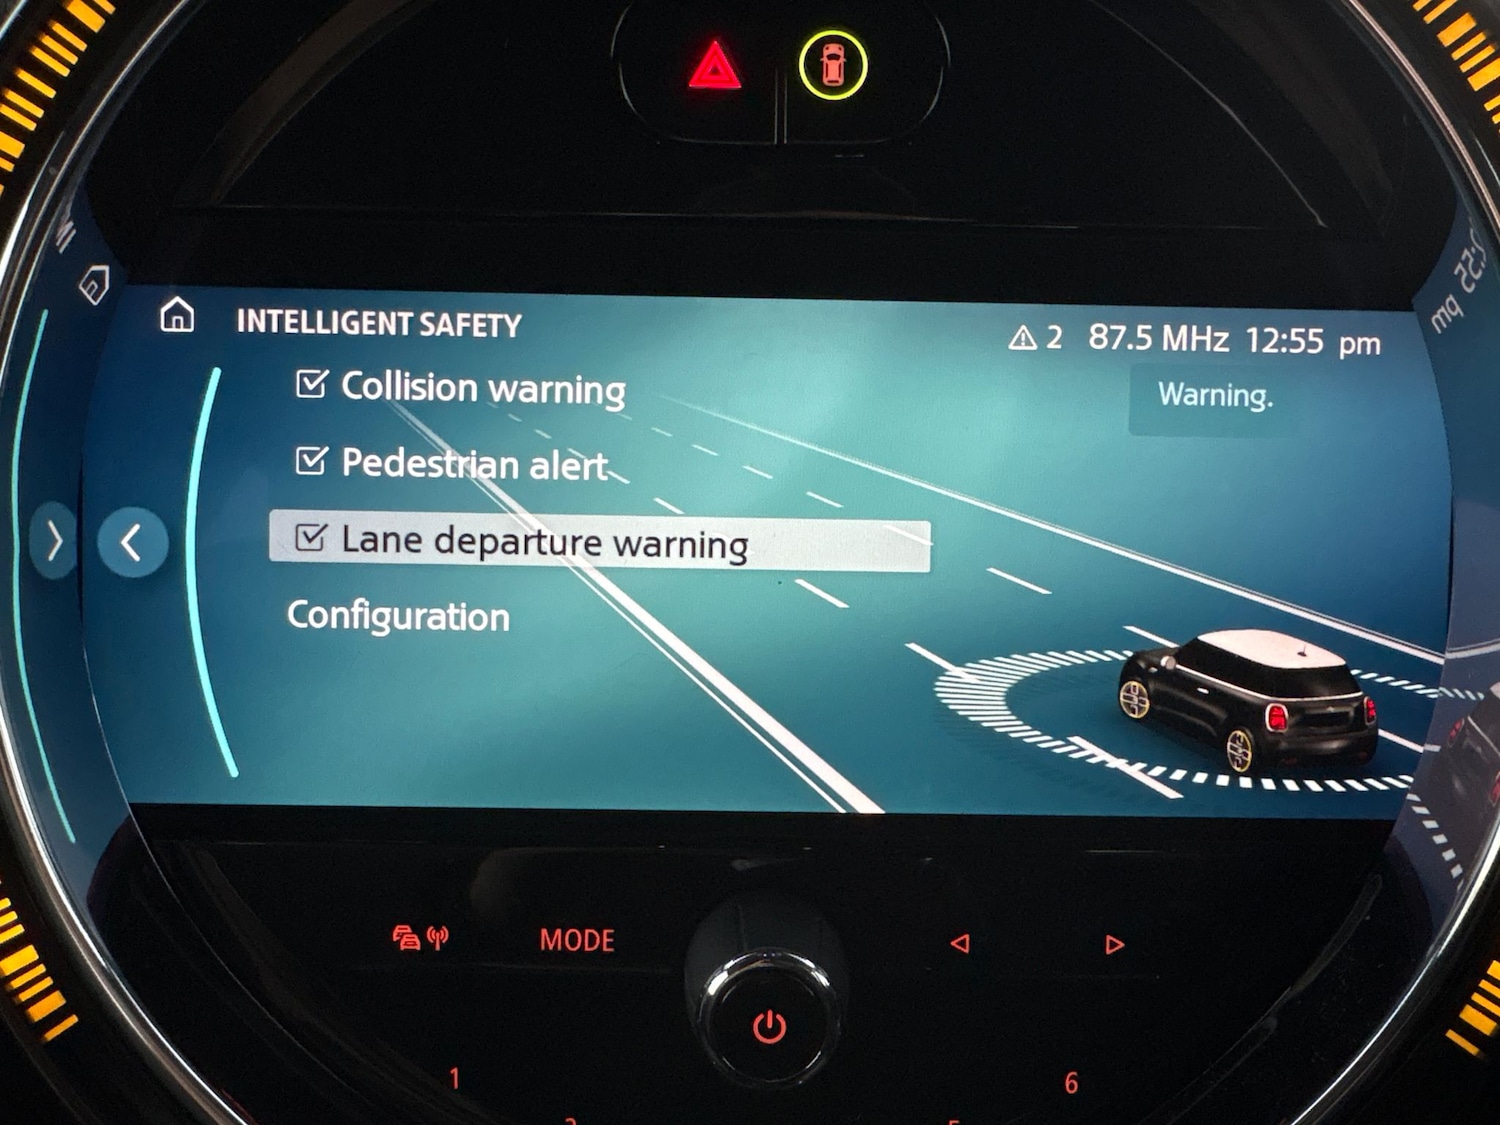 INTELLIGENT SAFETY
2 87.5 MHz 12:55 pm
Collision warning
Warning.
Pedestrian alert
Lane departure warning
Configuration
MODE
1
6